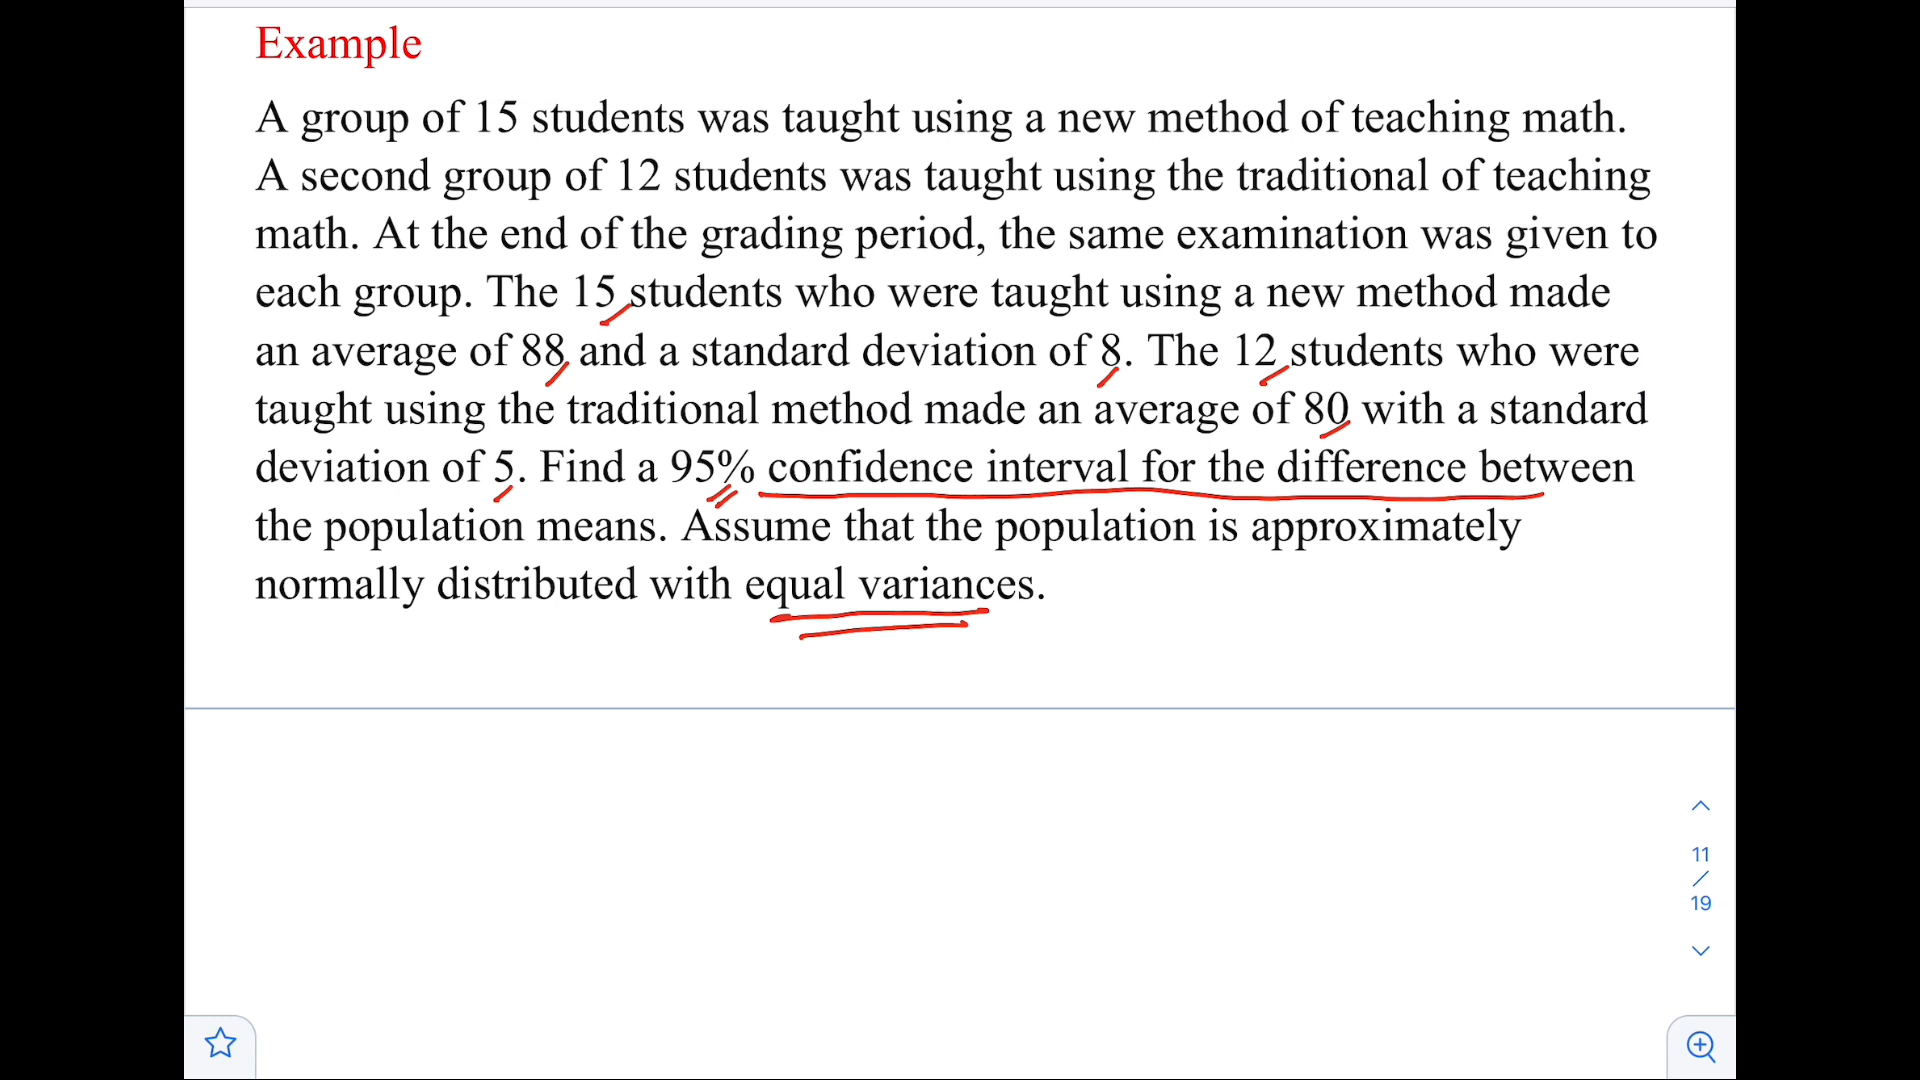 Example
A group of 15 students was taught using a new method of teaching math.
A second group of 12 students was taught using the traditional of teaching
math. At the end of the grading period, the same examination was given to
each group. The 15 students who were taught using a new method made
an average of 88 and a standard deviation of 8. The 12 students who were
taught using the traditional method made an average of 80 with a standard
deviation of 5. Find a 95% confidence interval for the difference between
the population means. Assume that the population is approximately
normally distributed with equal variances.
11
/
19